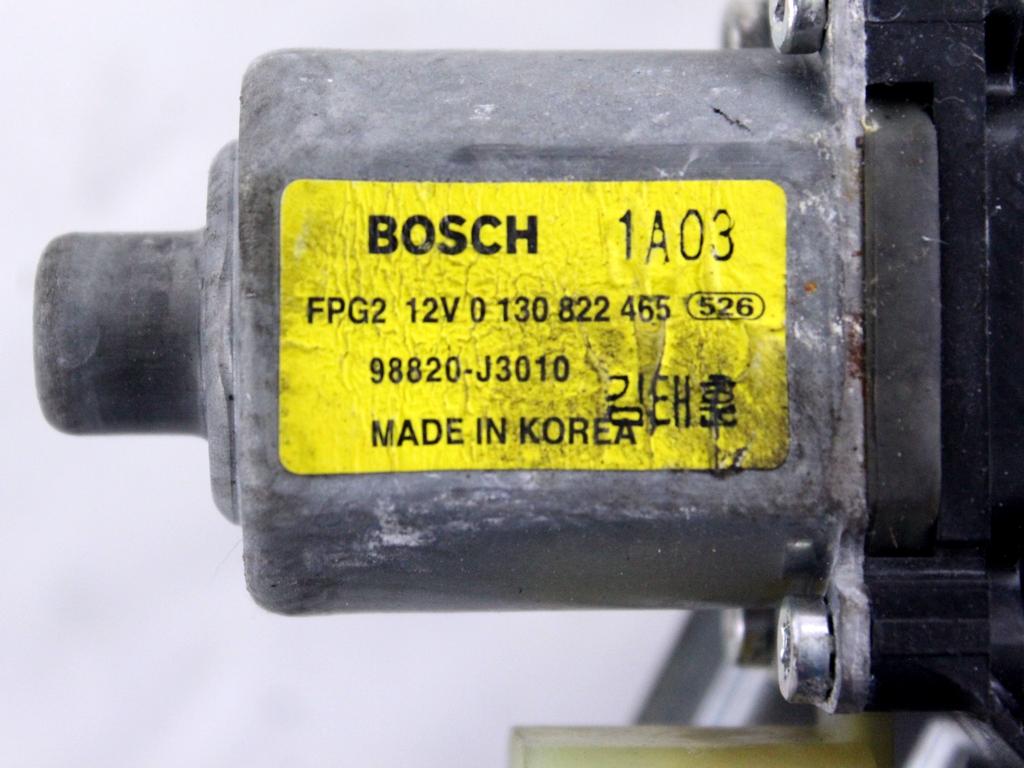 BOSCH 1A03
FPG2 12V 0 130 822 465 526
98820-J3010
MADE IN KOREA